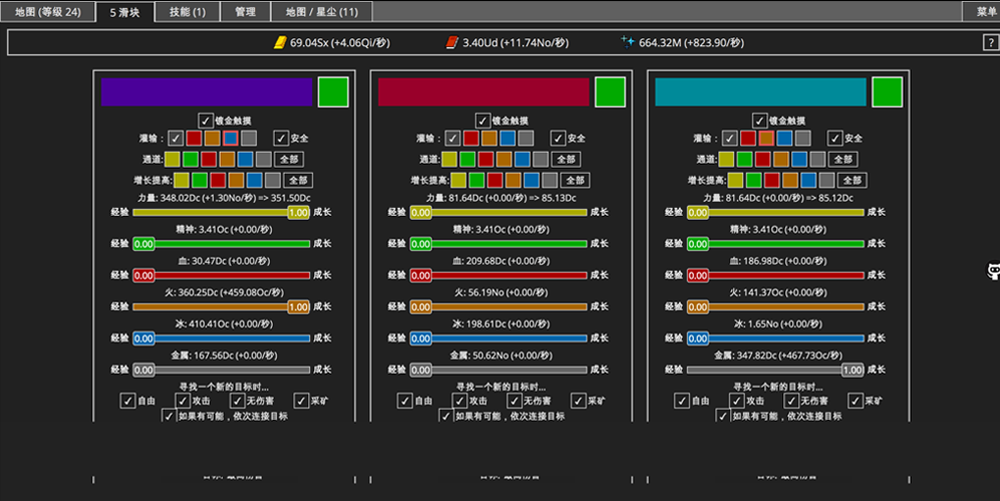 地图 (等级 24) 5 滑块 技能 (1) 管理 地图 / 星尘 (11) 菜单
69.04Sx (+4.06Qi/秒) 3.40Ud (+11.74No/秒) 664.32M (+823.90/秒) ?
镀金触摸 镀金触摸 镀金触摸
灌输： 安全 灌输： 安全 灌输： 安全
通道: 全部 通道: 全部 通道: 全部
增长提高: 全部 增长提高: 全部 增长提高: 全部
力量: 348.02Dc (+1.30No/秒) => 351.50Dc 力量: 81.64Dc (+0.00/秒) => 85.13Dc 力量: 81.64Dc (+0.00/秒) => 85.12Dc
经验 1.00 成长 经验 0.00 成长 经验 0.00 成长
精神: 3.41Oc (+0.00/秒) 精神: 3.41Oc (+0.00/秒) 精神: 3.41Oc (+0.00/秒)
经验 0.00 成长 经验 0.00 成长 经验 0.00 成长
血: 30.47Dc (+0.00/秒) 血: 209.68Dc (+0.00/秒) 血: 186.98Dc (+0.00/秒)
经验 0.00 成长 经验 0.00 成长 经验 0.00 成长
火: 360.25Dc (+459.08Oc/秒) 火: 56.19No (+0.00/秒) 火: 141.37Oc (+0.00/秒)
经验 1.00 成长 经验 0.00 成长 经验 0.00 成长
冰: 410.41Oc (+0.00/秒) 冰: 198.61Dc (+0.00/秒) 冰: 1.65No (+0.00/秒)
经验 0.00 成长 经验 0.00 成长 经验 0.00 成长
金属: 167.56Dc (+0.00/秒) 金属: 50.62No (+0.00/秒) 金属: 347.82Dc (+467.73Oc/秒)
经验 0.00 成长 经验 0.00 成长 经验 1.00 成长
寻找一个新的目标时... 寻找一个新的目标时... 寻找一个新的目标时...
自由 攻击 无伤害 采矿 自由 攻击 无伤害 采矿 自由 攻击 无伤害 采矿
如果有可能，依次连接目标 如果有可能，依次连接目标 如果有可能，依次连接目标